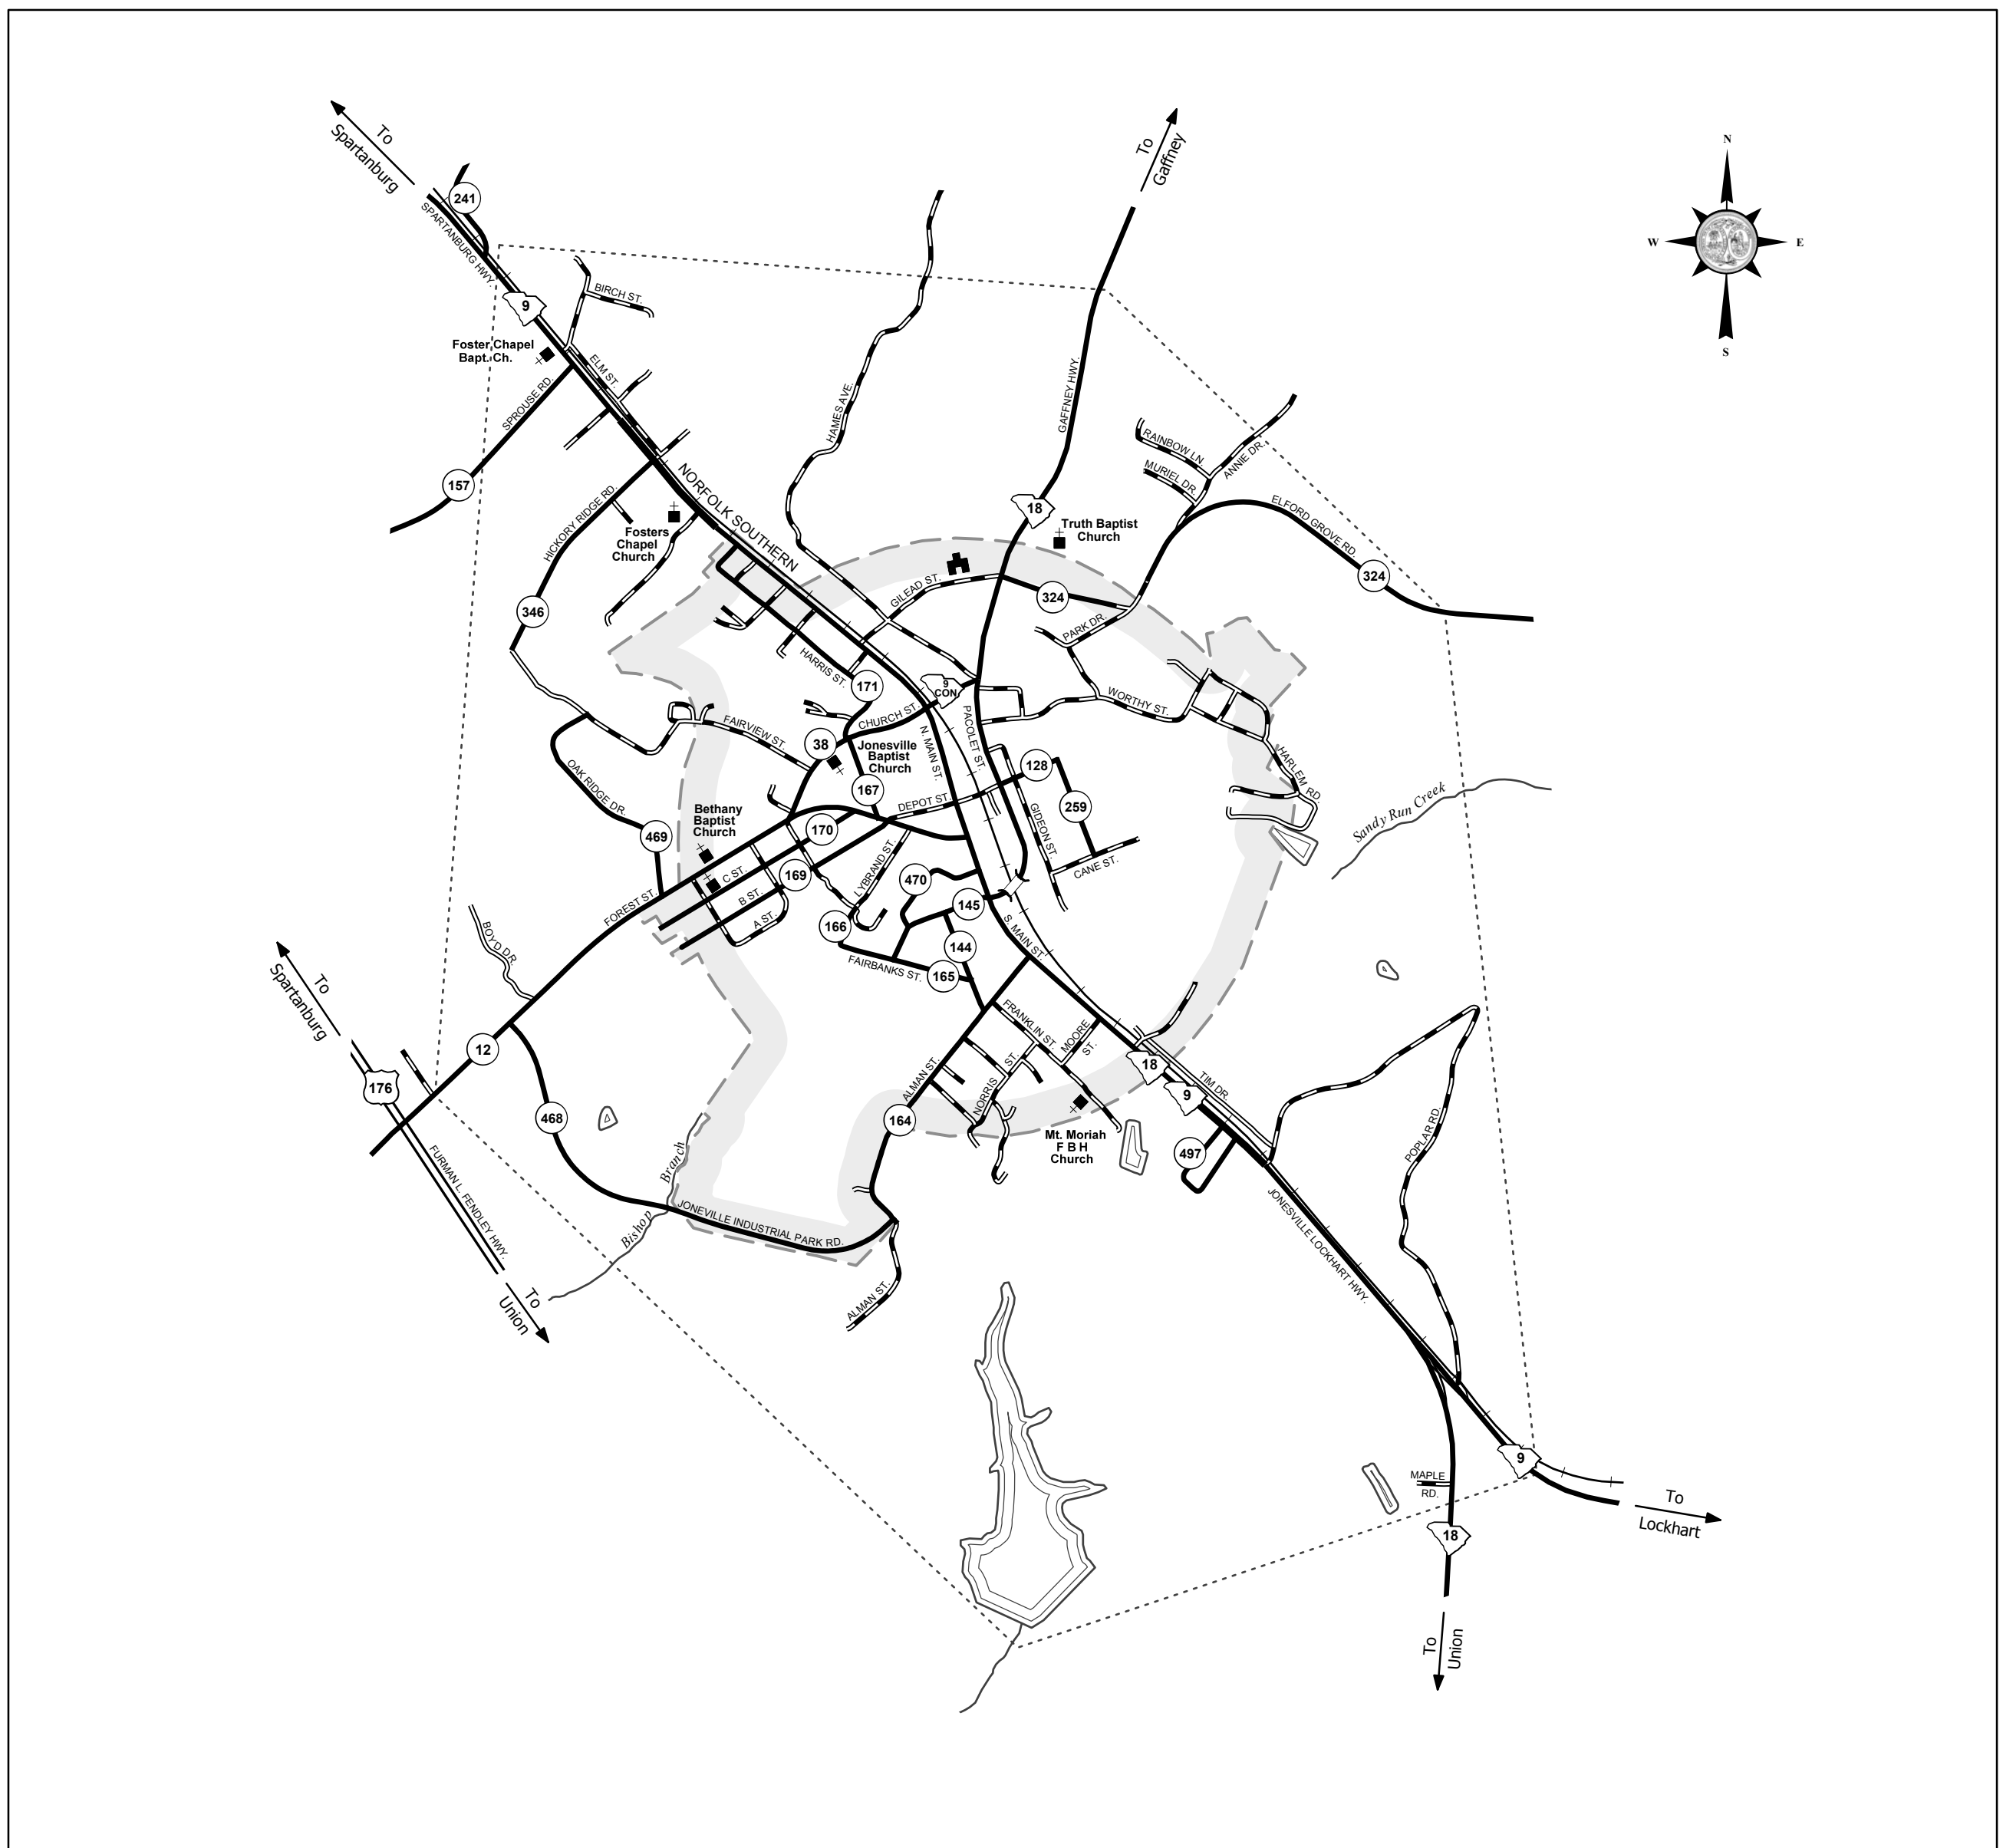 To
Spartanburg
To
Gaffney
N
W
E
S
241
SPARTANBURG HWY.
9
BIRCH ST.
Foster Chapel
Bapt. Ch.
ELM ST.
SPROUSE RD.
157
HAMES AVE.
GAFFNEY HWY.
RAINBOW LN
MURIEL DR
ANNIE DR.
ELFORD GROVE RD.
324
NORFOLK SOUTHERN
HICKORY RIDGE RD.
Fosters
Chapel
Church
18
Truth Baptist
Church
346
GILEAD ST.
324
PARK DR.
HARRIS ST.
171
9
CON
WORTHY ST.
CHURCH ST.
N. MAIN ST.
PACOLET ST.
FAIRVIEW ST.
38
Jonesville
Baptist
Church
167
DEPOT ST.
128
259
GIDEON ST.
CANE ST.
HARLEM
RD.
Sandy Run Creek
OAK RIDGE DR.
469
Bethany
Baptist
Church
170
169
C ST.
B ST.
A ST.
LYBRAND ST.
470
145
166
144
165
FAIRBANKS ST.
S. MAIN ST.
FOREST ST.
BOYD DR.
To
Spartanburg
176
12
468
FURMAN L. FENDLEY HWY.
To
Union
Bishop
Branch
JONEVILLE INDUSTRIAL PARK RD.
ALMAN ST.
164
ALMAN ST.
FRANKLIN ST.
MOORE
ST.
NORRIS
ST.
Mt. Moriah
F B H
Church
18
9
TIM DR
497
JONESVILLE LOCKHART HWY.
POPLAR RD.
9
MAPLE
RD.
18
To
Lockhart
To
Union